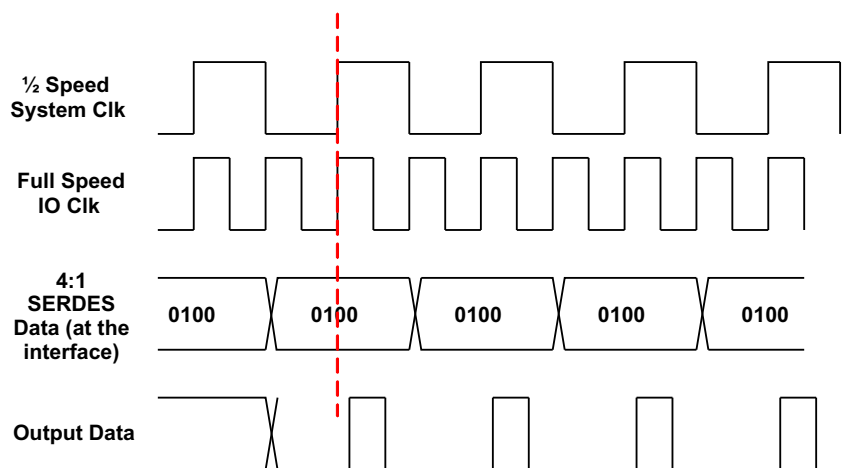 ½ Speed
System Clk
Full Speed
IO Clk
4:1
SERDES
Data (at the
interface)
0100 0100 0100 0100 0100
Output Data